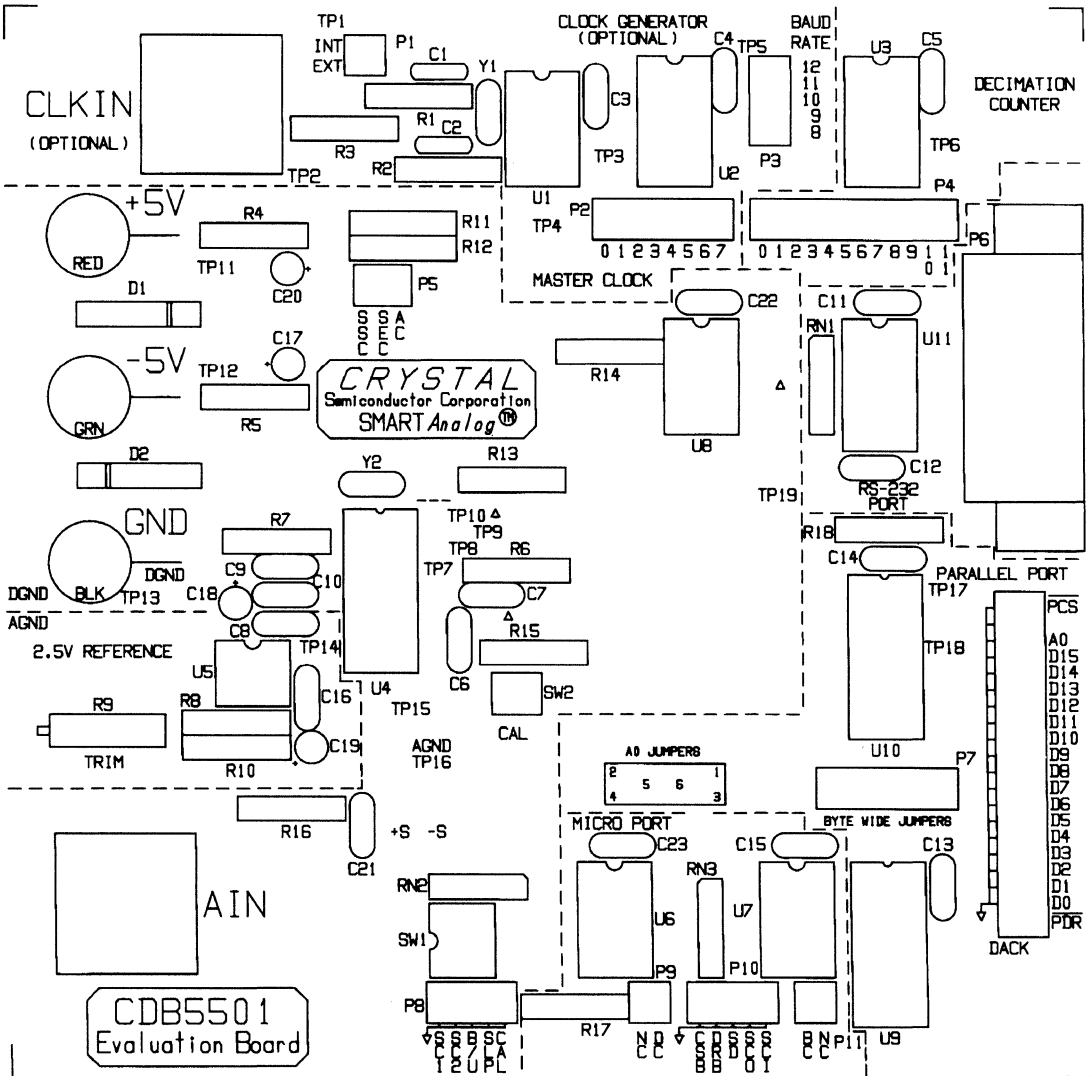 TP1
CLOCK GENERATOR
(OPTIONAL)
BAUD
RATE
INT
EXT
P1
C1
Y1
C4
TP5
U3
C5
12
11
10
9
8
DECIMATION
COUNTER
CLKIN
(OPTIONAL)
R1
C2
C3
R3
R2
TP2
TP3
P3
TP6
U1
U2
P4
+5V
R4
R11
R12
TP4
P2
0 1 2 3 4 5 6 7
0 1 2 3 4 5 6 7 8 9 1 1
0 1
P6
RED
TP11
C20
P5
MASTER CLOCK
D1
S S A
S E C
C C
C22
C11
RN1
U11
-5V
C17
TP12
CRYSTAL
Semiconductor Corporation
SMART Analog TM
R14
GRN
R5
U8
D2
Y2
R13
C12
TP19
RS-232
PORT
GND
R7
TP10
TP9
R18
TP8
R6
C14
DGND
C9
C10
TP7
PARALLEL PORT
DGND
BLK
TP13
C18
C7
TP17
PCS
AGND
C8
TP14
R15
TP18
A0
2.5V REFERENCE
U5
D15
D14
D13
D12
D11
D10
D9
D8
D7
D6
D5
D4
D3
D2
D1
D0
PDR
DACK
C16
U4
C6
SW2
R9
R8
TP15
CAL
TRIM
R10
C19
AGND
TP16
A0 JUMPERS
U10
P7
2 5 6 1
4 3
R16
+S -S
MICRO PORT
BYTE WIDE JUMPERS
C21
C23
C15
C13
RN2
RN3
AIN
SW1
U6
U7
P9
P10
CDB5501
Evaluation Board
P8
R17
P11
U9
S S B S C
C C / L A
1 2 U P L
N D
C C
C D S S S
S R D C C
B B O I
B N
C C